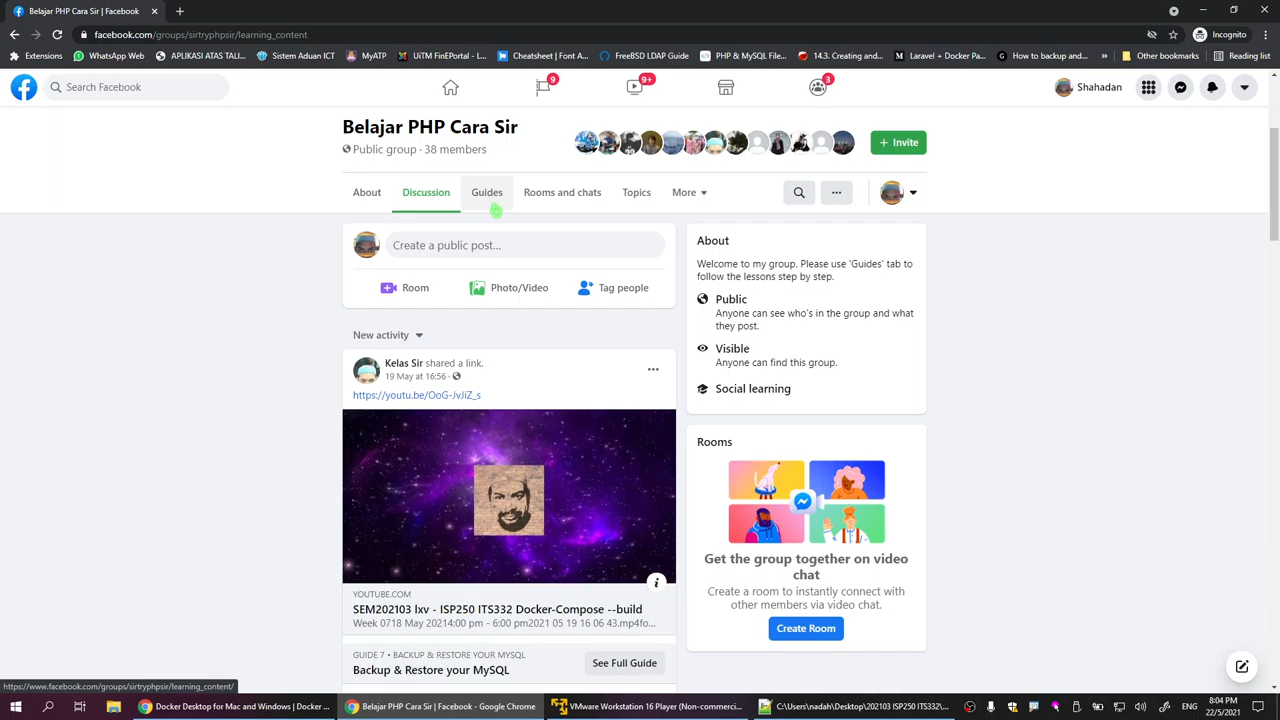 Belajar PHP Cara Sir | Facebook
facebook.com/groups/sirtryphpsir/learning_content
Incognito
Extensions
WhatsApp
APLIKASI ATAS TAL...
Sistem Aduan ICT
MyATP
UiTM FinEPortal - ...
Cheatsheet | Font A...
FreeBSD LDAP Guide
PHP & MySQL File...
14.3. Creating and...
Laravel + Docker Pa...
How to backup and...
»
Other bookmarks
Reading list
Search Facebook
9
9+
3
Shahadan
Belajar PHP Cara Sir
Public group · 38 members
+ Invite
About
Discussion
Guides
Rooms and chats
Topics
More
Create a public post...
Room
Photo/Video
Tag people
New activity
Kelas Sir shared a link.
19 May at 16:56 ·
https://youtu.be/OoG-JvJiZ_s
YOUTUBE.COM
SEM202103 lxv - ISP250 ITS332 Docker-Compose --build
Week 0718 May 20214:00 pm - 6:00 pm2021 05 19 16 06 43.mp4fo...
GUIDE 7 • BACKUP & RESTORE YOUR MYSQL
Backup & Restore your MySQL
See Full Guide
About
Welcome to my group. Please use 'Guides' tab to
follow the lessons step by step.
Public
Anyone can see who's in the group and what
they post.
Visible
Anyone can find this group.
Social learning
Rooms
Get the group together on video
chat
Create a room to instantly connect with
other members via video chat.
Create Room
https://www.facebook.com/groups/sirtryphpsir/learning_content/
Docker Desktop for Mac and Windows | Docker ...
Belajar PHP Cara Sir | Facebook - Google Chrome
VMware Workstation 16 Player (Non-commerci...
C:\Users\nadah\Desktop\202103 ISP250 ITS332\...
8:04 PM
22/5/2021